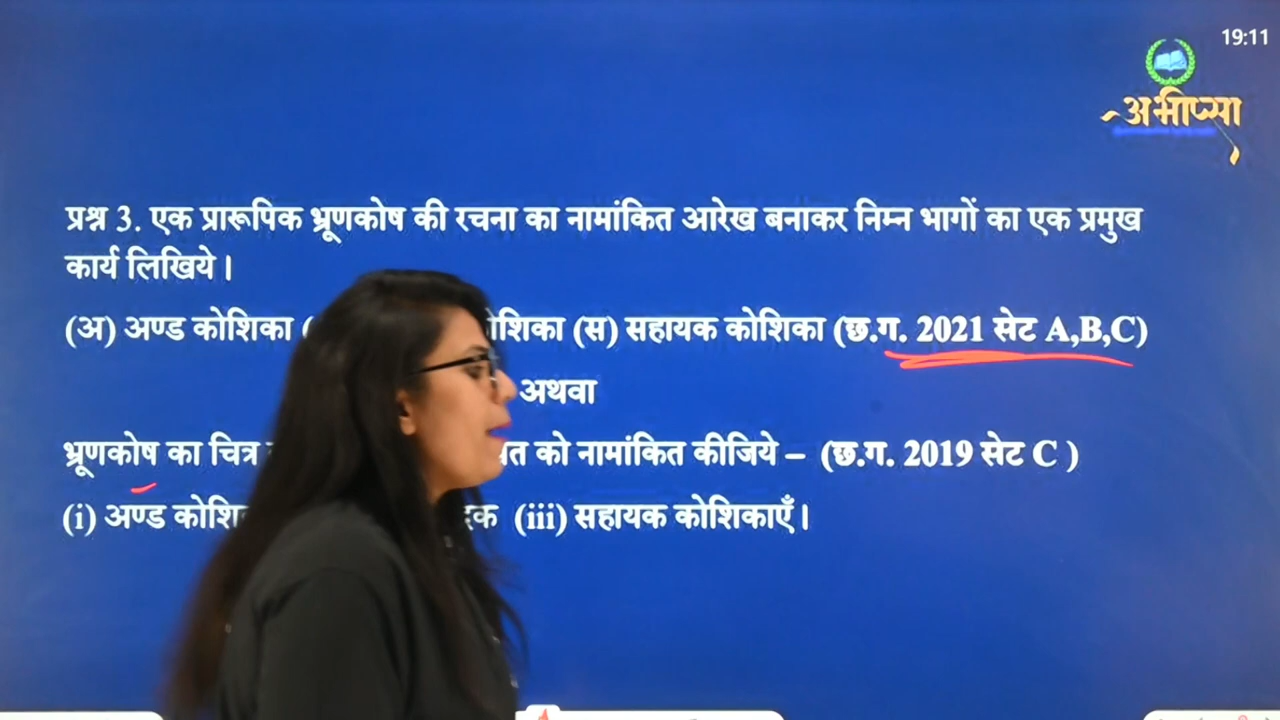 19:11
अभीप्सा
प्रश्न 3. एक प्रारूपिक भ्रूणकोष की रचना का नामांकित आरेख बनाकर निम्न भागों का एक प्रमुख
कार्य लिखिये।
(अ) अण्ड कोशिका ( (स) सहायक कोशिका (छ.ग. 2021 सेट A,B,C)
अथवा
भ्रूणकोष का चित्र को नामांकित कीजिये – (छ.ग. 2019 सेट C )
(i) अण्ड (iii) सहायक कोशिकाएँ।